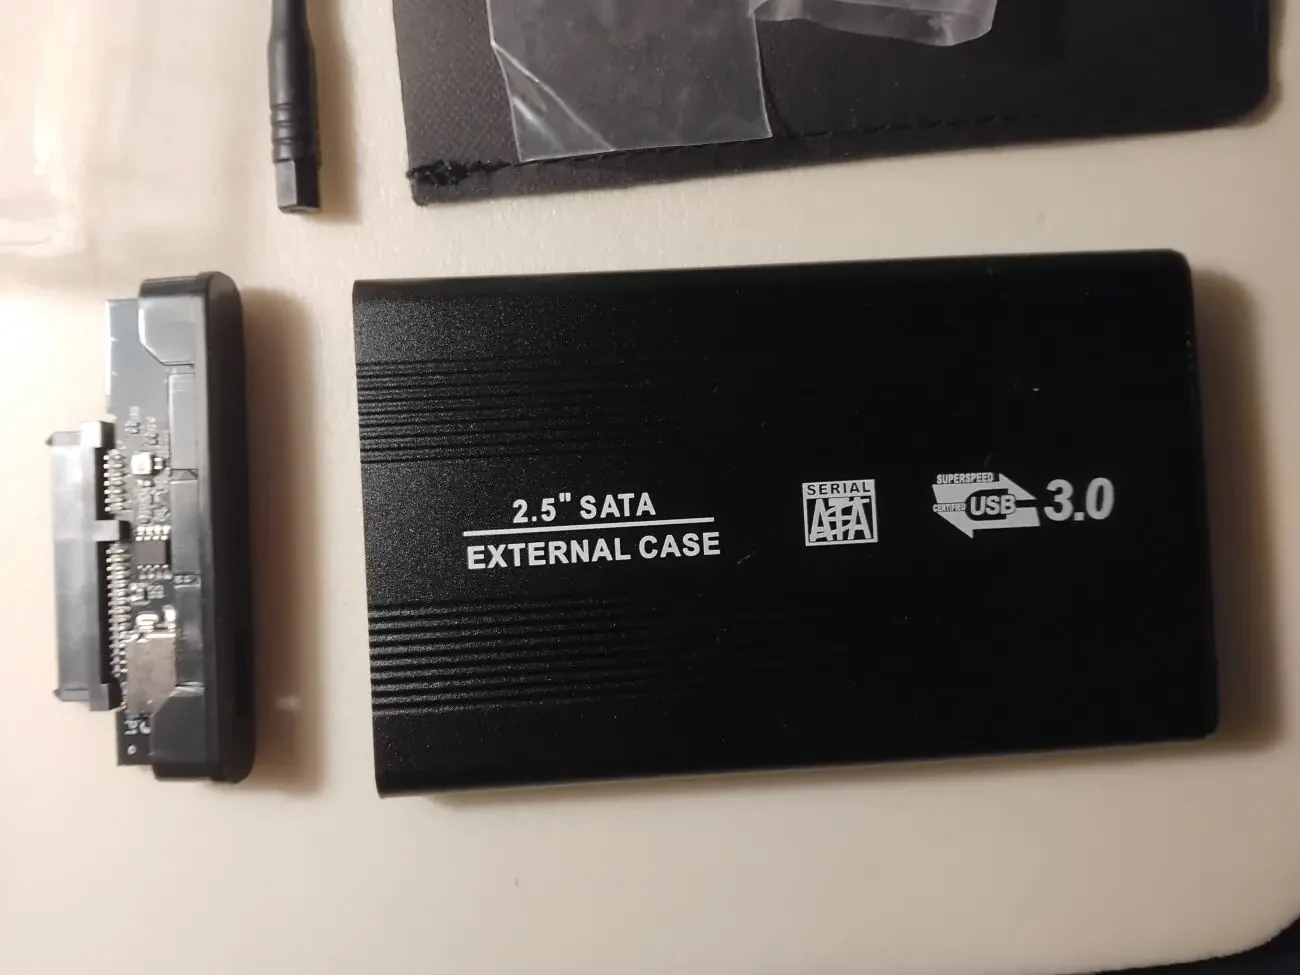 2.5" SATA
EXTERNAL CASE
SERIAL
ATA
SUPERSPEED
CERTIFIED USB 3.0